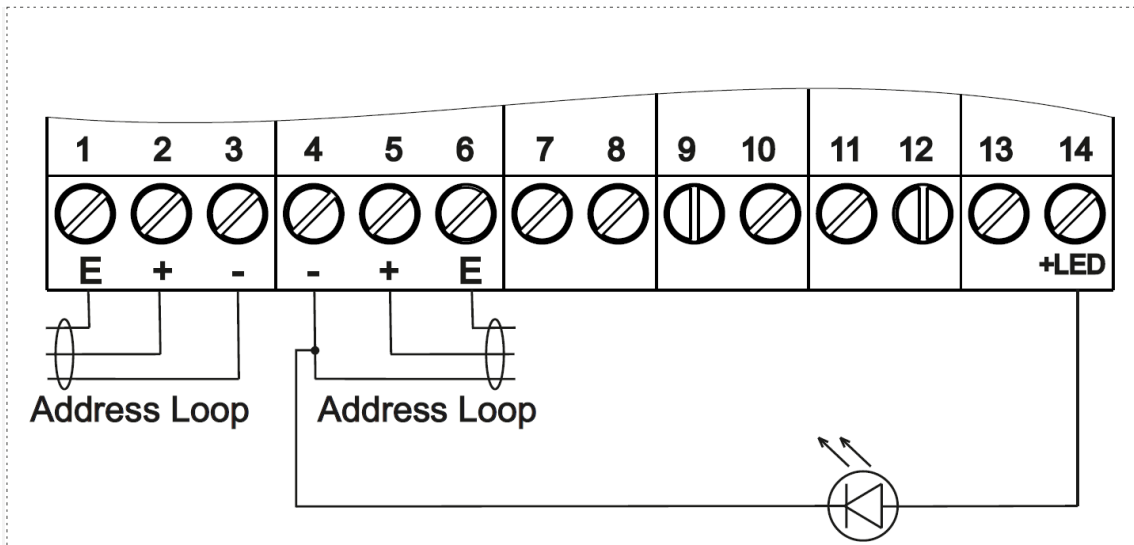 1 2 3 4 5 6 7 8 9 10 11 12 13 14
E + - - + E +LED
Address Loop Address Loop